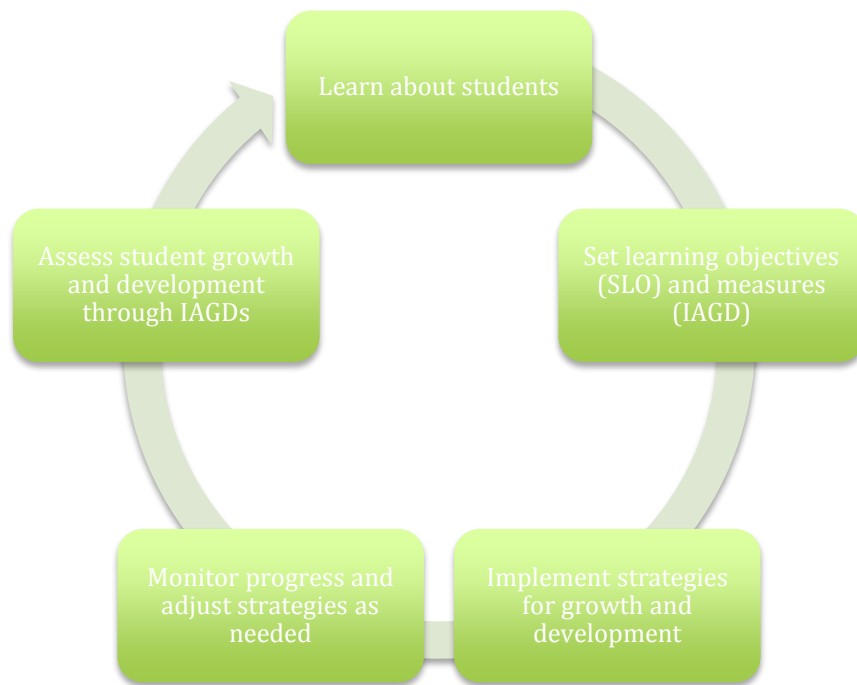 Learn about students
Set learning objectives
(SLO) and measures
(IAGD)
Implement strategies
for growth and
development
Monitor progress and
adjust strategies as
needed
Assess student growth
and development
through IAGDs